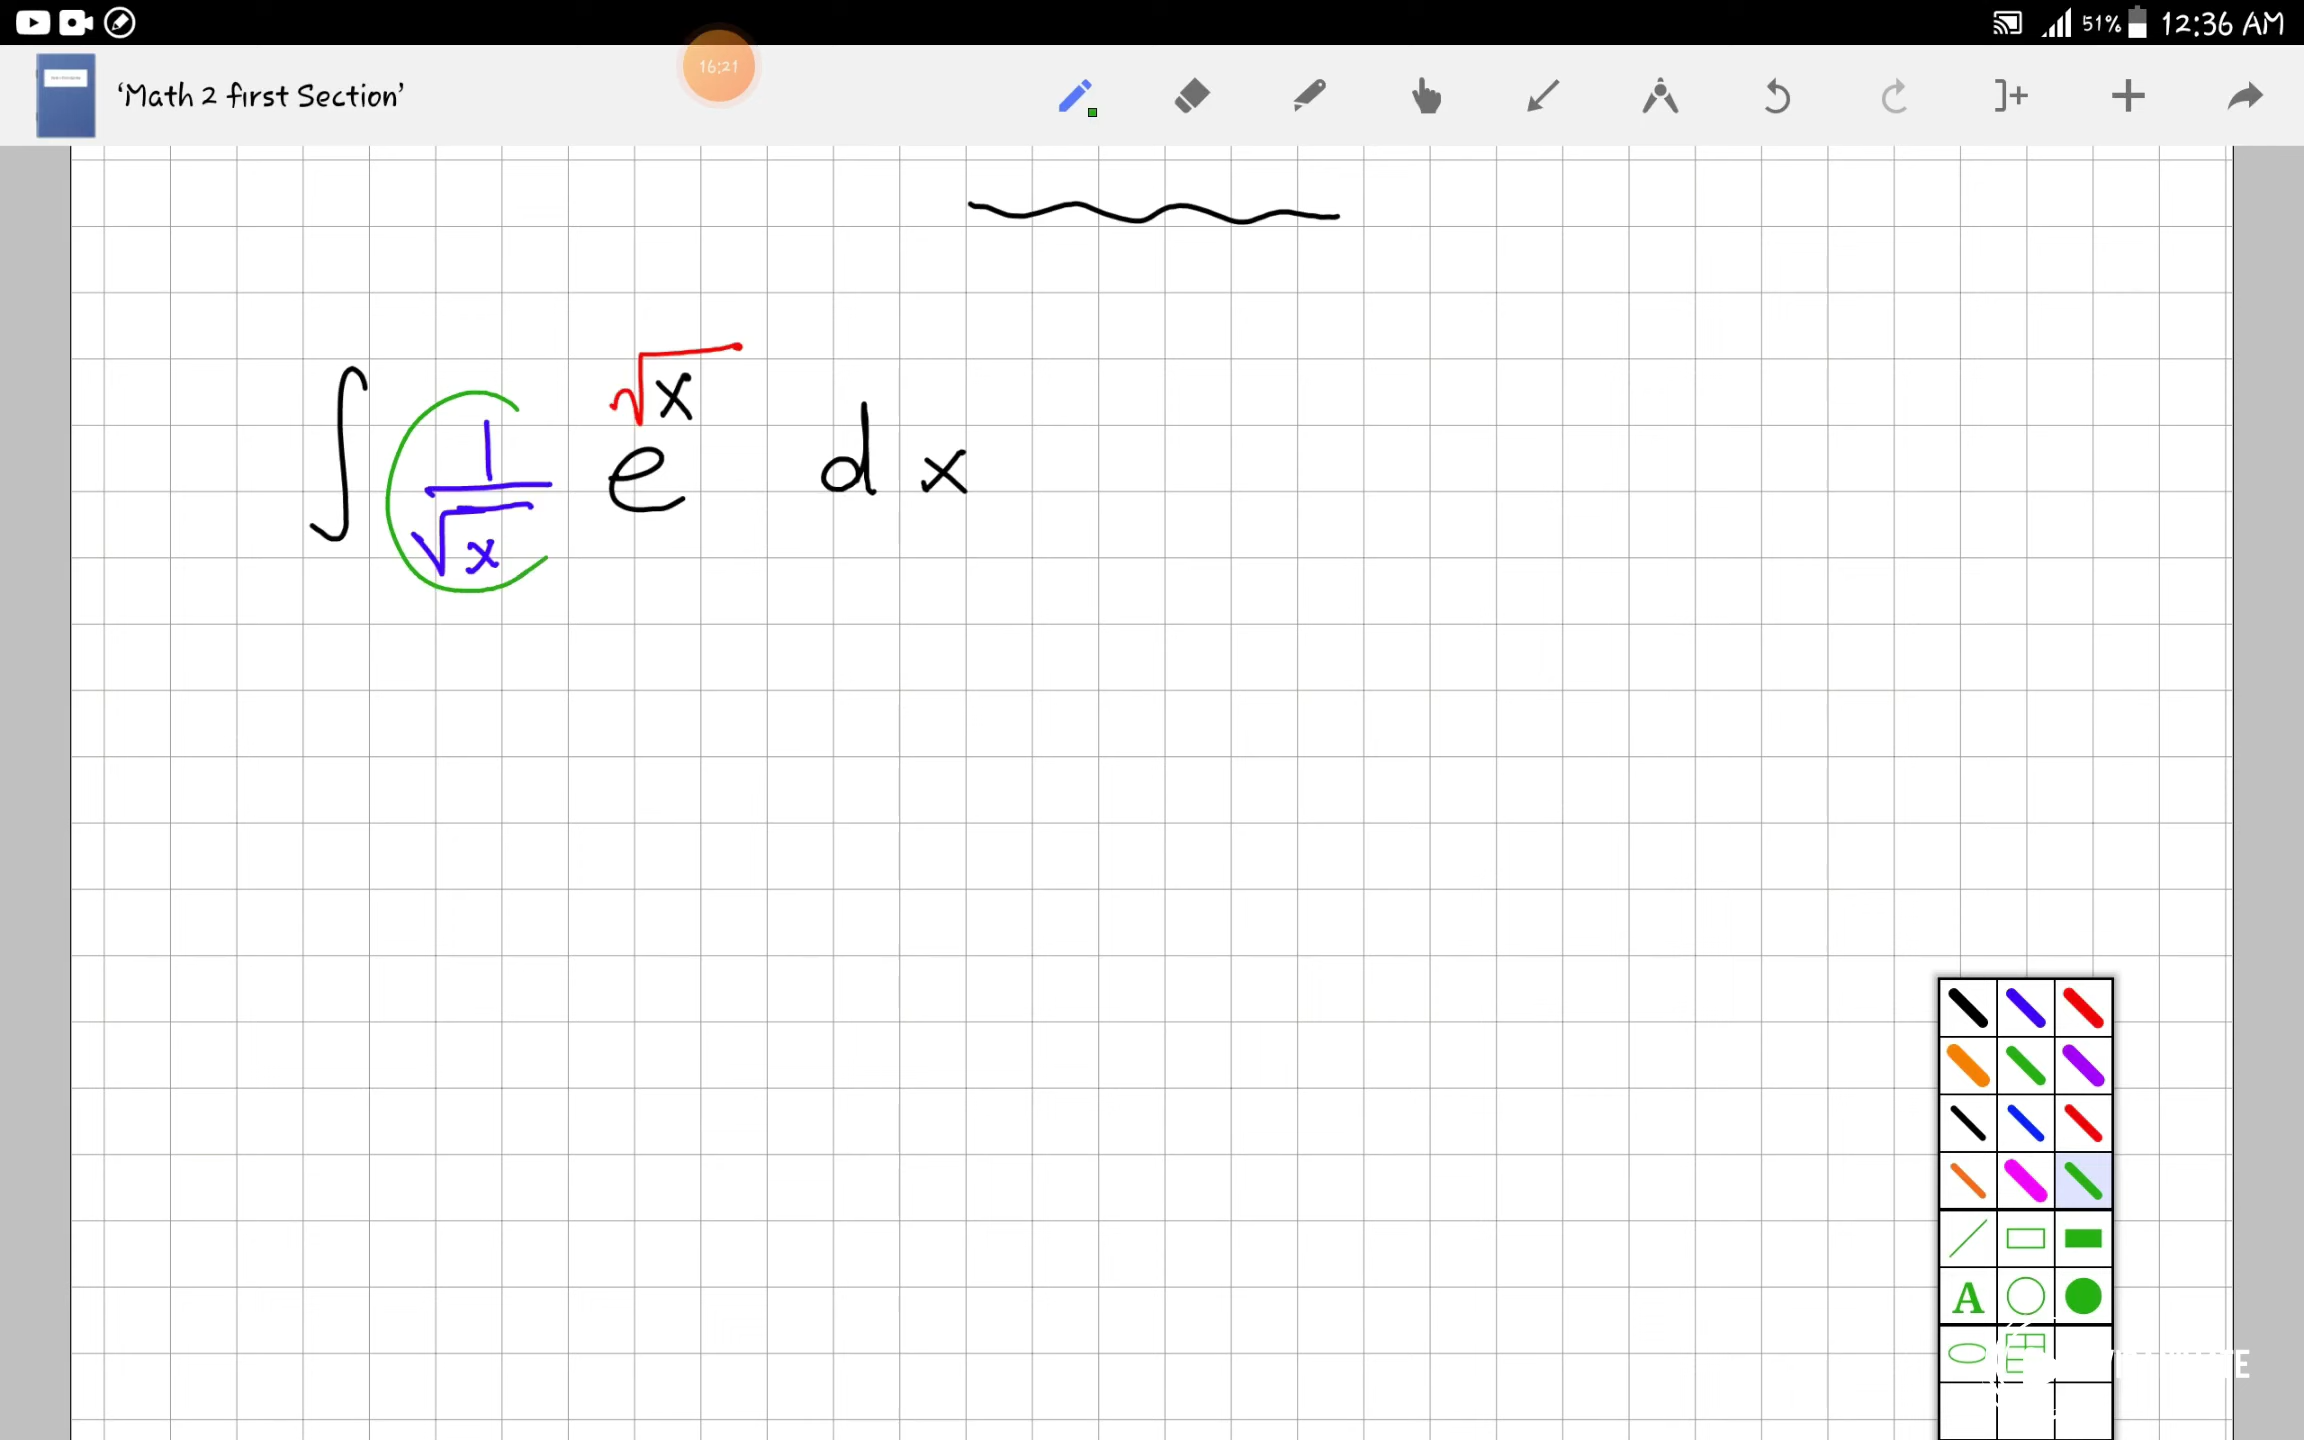 51% 12:36 AM
'Math 2 first Section'
16:21
∫ 1/√x e^√x dx
A